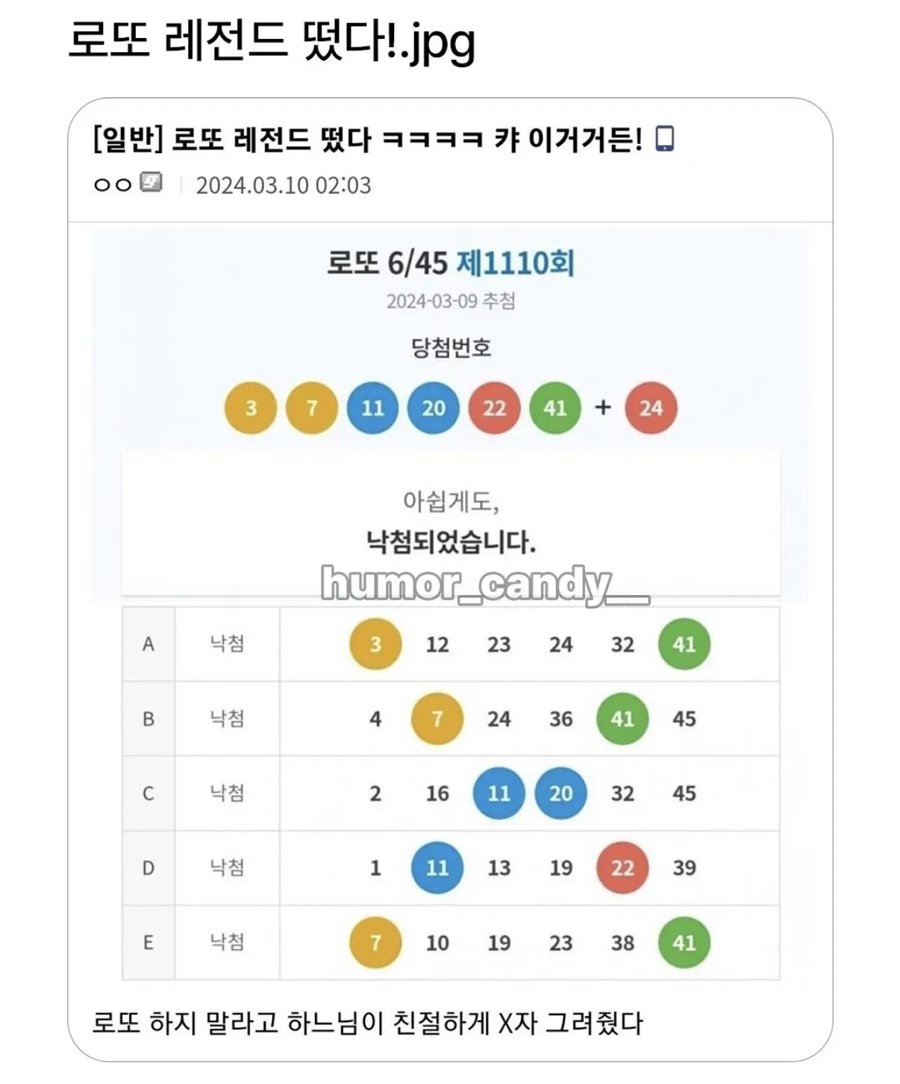 로또 레전드 떴다!.jpg
[일반] 로또 레전드 떴다 ㅋㅋㅋㅋ 캬 이거거든!
ㅇㅇ 2024.03.10 02:03
로또 6/45 제1110회
2024-03-09 추첨
당첨번호
3 7 11 20 22 41 + 24
아쉽게도,
낙첨되었습니다.
humor_candy__
A 낙첨 3 12 23 24 32 41
B 낙첨 4 7 24 36 41 45
C 낙첨 2 16 11 20 32 45
D 낙첨 1 11 13 19 22 39
E 낙첨 7 10 19 23 38 41
로또 하지 말라고 하느님이 친절하게 X자 그려줬다